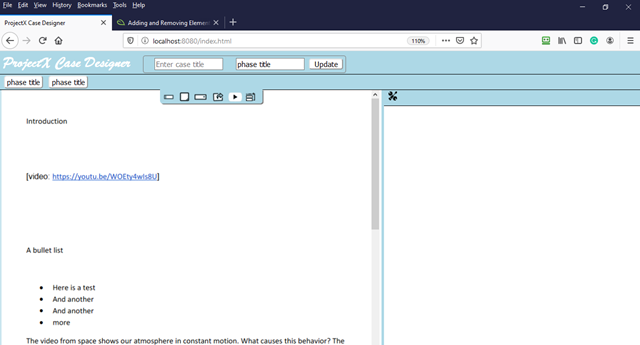 File Edit View History Bookmarks Tools Help
ProjectX Case Designer
Adding and Removing Elemen
localhost:8080/index.html
110%
ProjectX Case Designer
Enter case title
phase title
Update
phase title
phase title
Introduction
[video: https://youtu.be/WOEty4wIs8U]
A bullet list
• Here is a test
• And another
• And another
• more
The video from space shows our atmosphere in constant motion. What causes this behavior? The